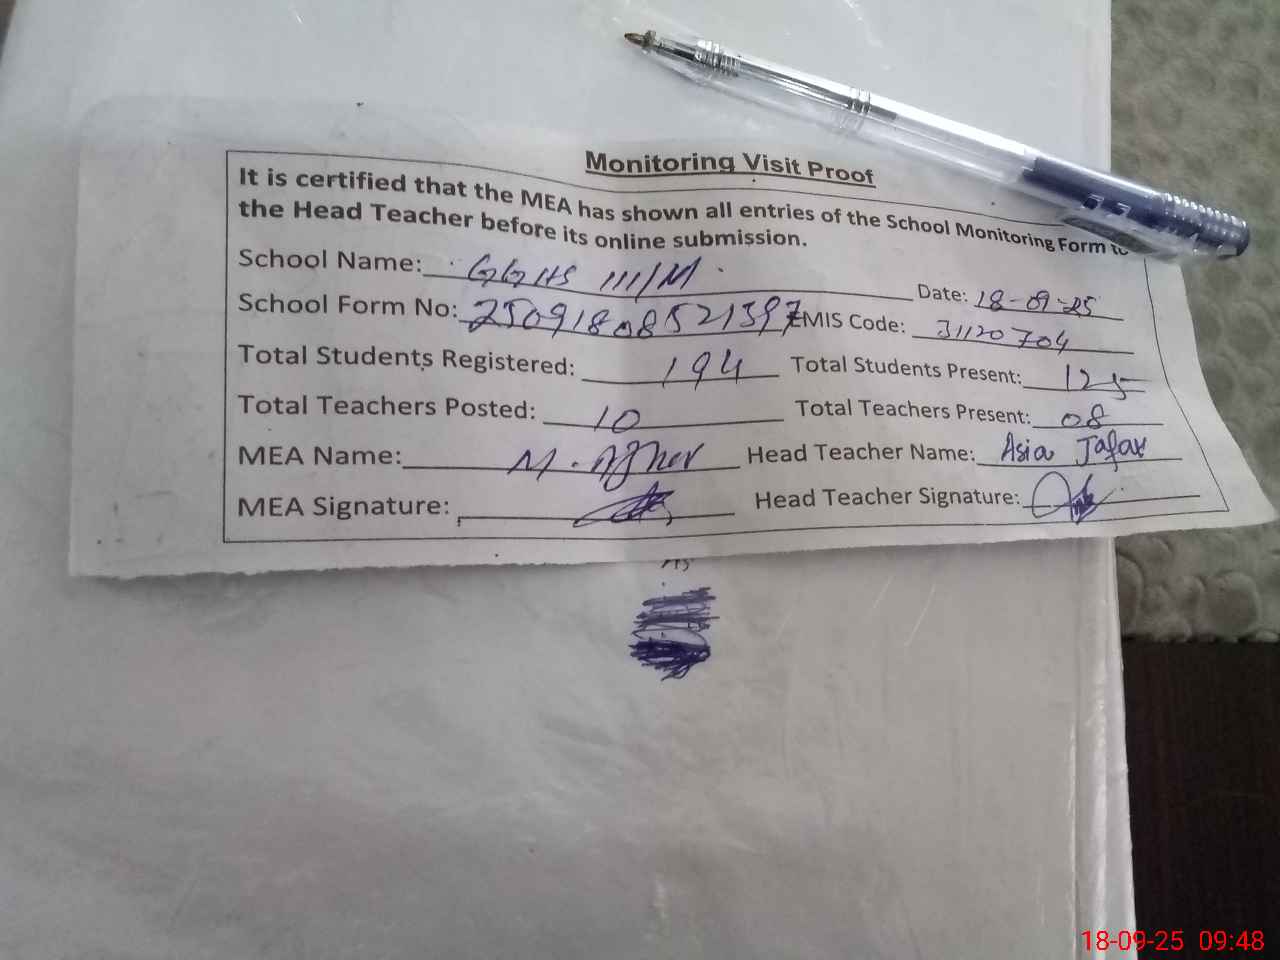 Monitoring Visit Proof
It is certified that the MEA has shown all entries of the School Monitoring Form to
the Head Teacher before its online submission.
School Name: GGHS 111/M Date: 18-09-25
School Form No: 25091808521397 EMIS Code: 31120704
Total Students Registered: 194 Total Students Present: 125
Total Teachers Posted: 10 Total Teachers Present: 08
MEA Name: M. Head Teacher Name: Asia Jafar
MEA Signature: Head Teacher Signature:
18-09-25 09:48